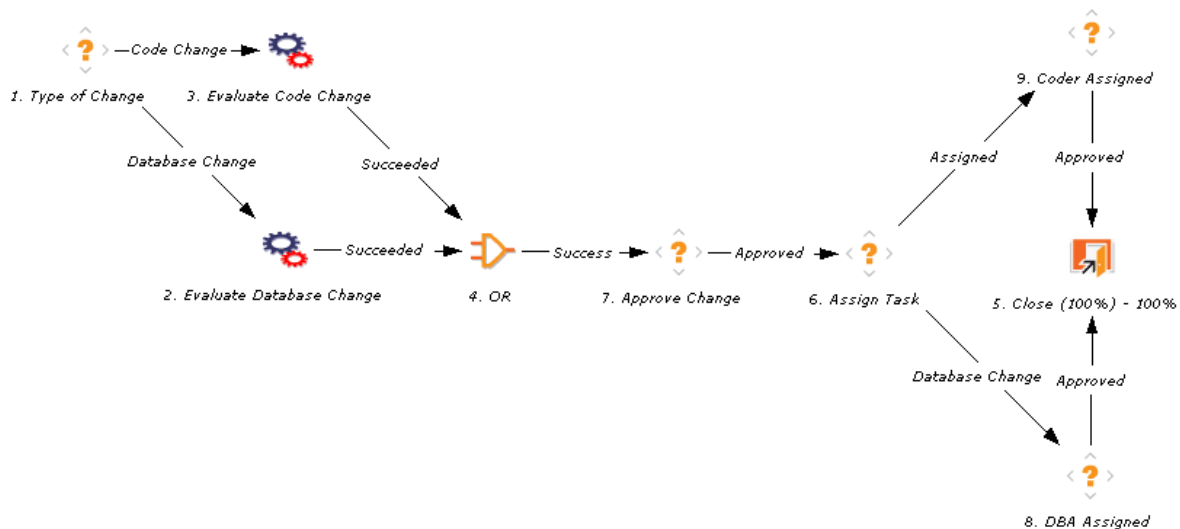 Code Change
1. Type of Change
3. Evaluate Code Change
9. Coder Assigned
Database Change
Succeeded
Assigned
Approved
Succeeded
Success
Approved
2. Evaluate Database Change
4. OR
7. Approve Change
6. Assign Task
5. Close (100%) - 100%
Database Change
Approved
8. DBA Assigned